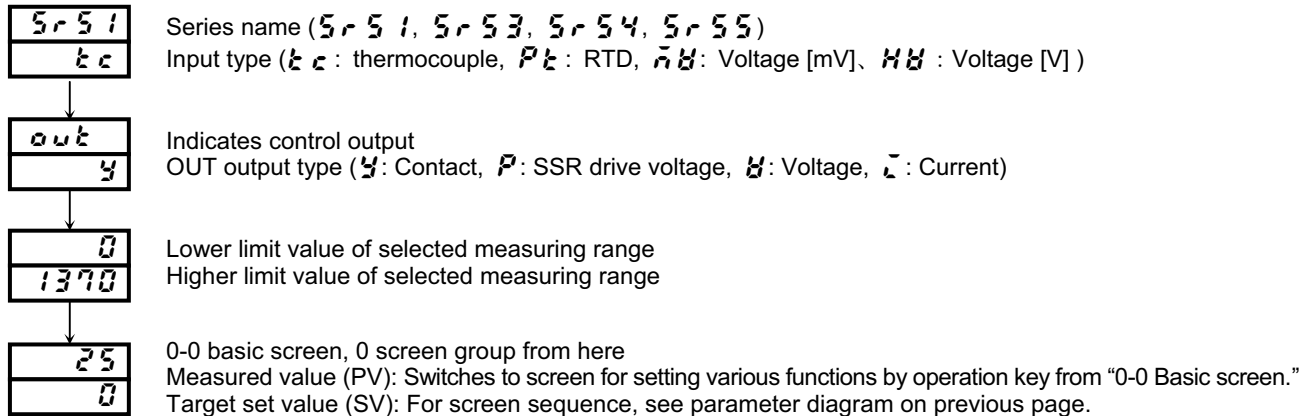 SrS1
tc
Series name (SrS1, SrS3, SrS4, SrS5)
Input type (tc : thermocouple, Pt : RTD, mV: Voltage [mV]、 HV : Voltage [V] )
out
Y
Indicates control output
OUT output type (Y: Contact, P: SSR drive voltage, V: Voltage, i : Current)
0
1370
Lower limit value of selected measuring range
Higher limit value of selected measuring range
25
0
0-0 basic screen, 0 screen group from here
Measured value (PV): Switches to screen for setting various functions by operation key from “0-0 Basic screen.”
Target set value (SV): For screen sequence, see parameter diagram on previous page.